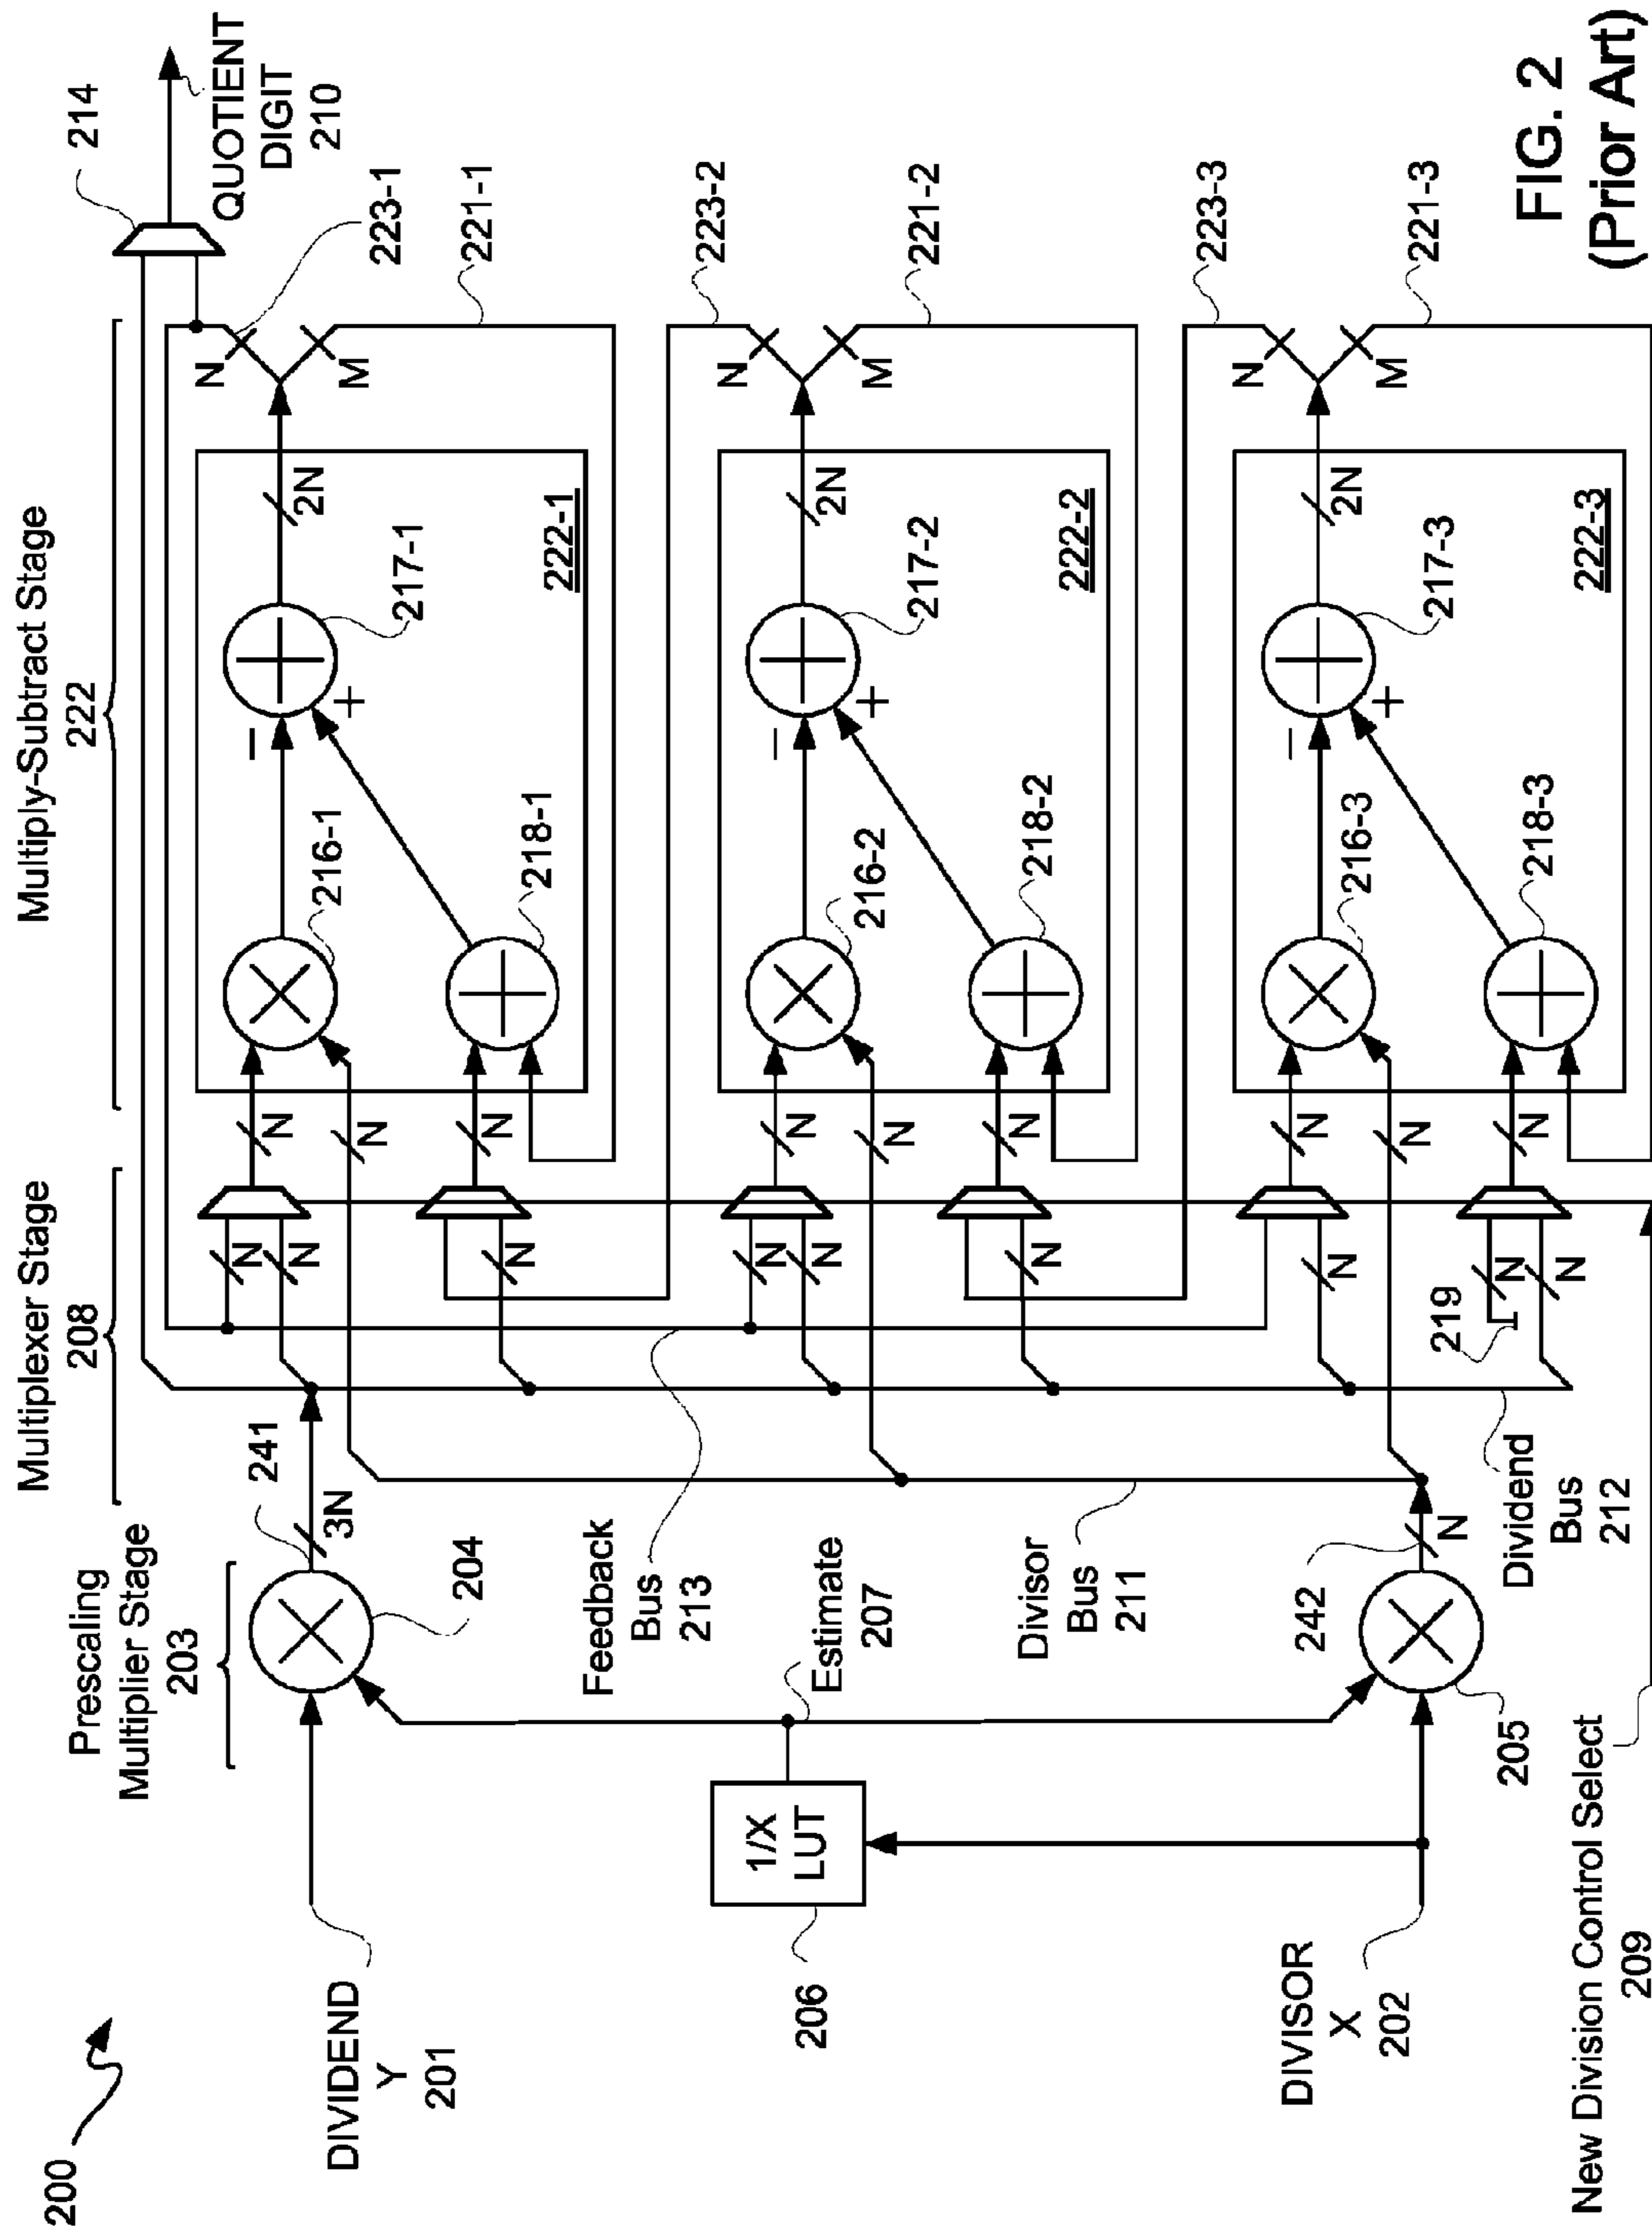 200
Prescaling
Multiplier Stage
203
Multiplexer Stage
208
Multiply-Subtract Stage
222
214
QUOTIENT
DIGIT
210
DIVIDEND
Y
201
204
241
3N
N
N
N
N
N
N
216-1
218-1
217-1
2N
222-1
N
M
223-1
221-1
Feedback
Bus
213
Estimate
207
1/X
LUT
206
N
N
N
N
N
N
216-2
218-2
217-2
2N
222-2
N
M
223-2
221-2
Divisor
Bus
211
DIVISOR
X
202
205
242
N
Dividend
Bus
212
219
N
N
N
N
N
N
216-3
218-3
217-3
2N
222-3
N
M
223-3
221-3
New Division Control Select
209
−
+
−
+
−
+
FIG. 2
(Prior Art)